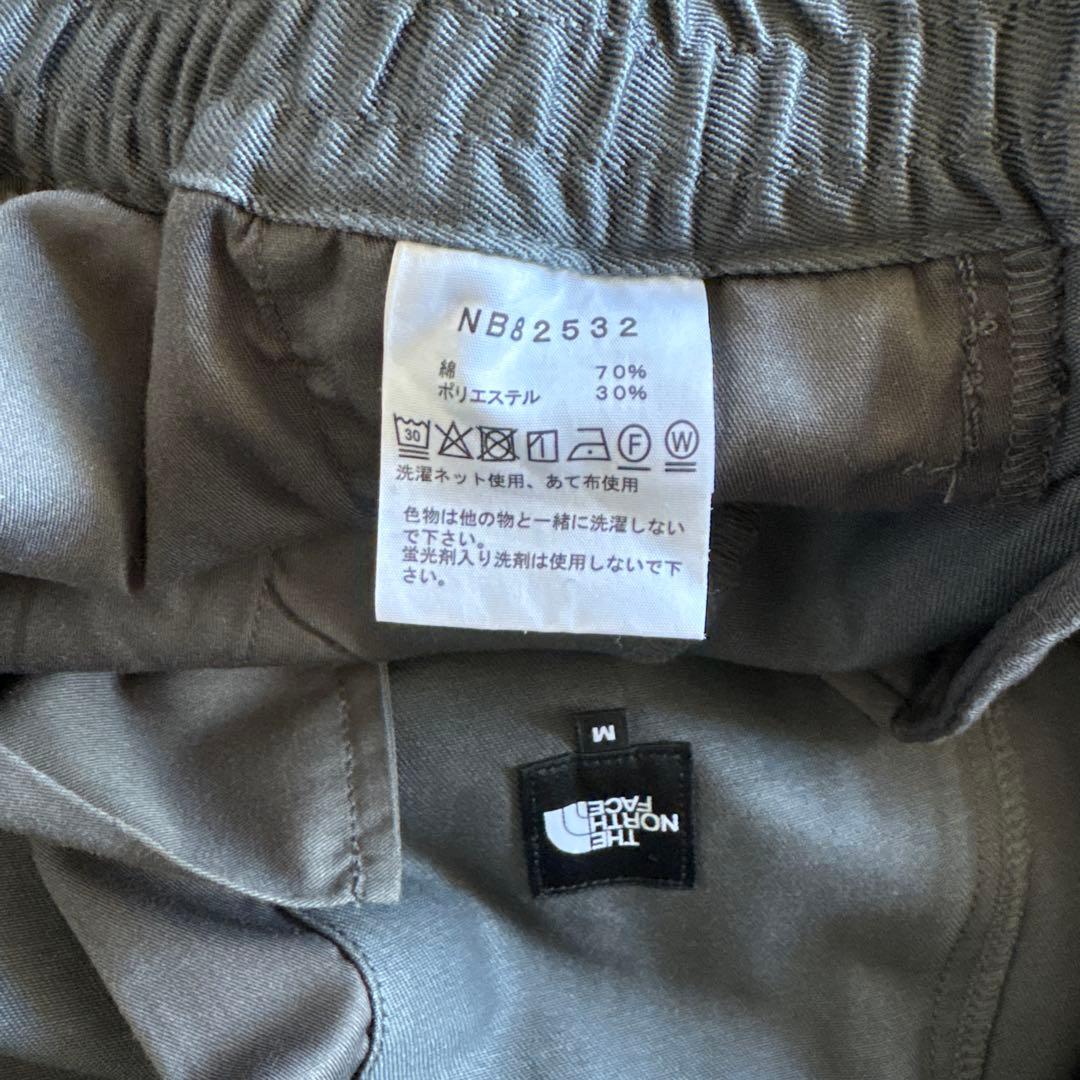 NB82532
綿 70%
ポリエステル 30%
30 F W
洗濯ネット使用、あて布使用
色物は他の物と一緒に洗濯しない
で下さい。
蛍光剤入り洗剤は使用しないで下
さい。
M
THE
NORTH
FACE